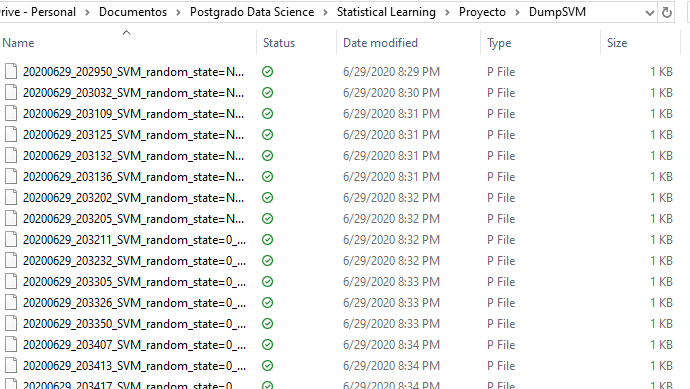 rive - Personal > Documentos > Postgrado Data Science > Statistical Learning > Proyecto > DumpSVM
Name Status Date modified Type Size
20200629_202950_SVM_random_state=N... 6/29/2020 8:29 PM P File 1 KB
20200629_203032_SVM_random_state=N... 6/29/2020 8:30 PM P File 1 KB
20200629_203109_SVM_random_state=N... 6/29/2020 8:31 PM P File 1 KB
20200629_203125_SVM_random_state=N... 6/29/2020 8:31 PM P File 1 KB
20200629_203132_SVM_random_state=N... 6/29/2020 8:31 PM P File 1 KB
20200629_203136_SVM_random_state=N... 6/29/2020 8:31 PM P File 1 KB
20200629_203202_SVM_random_state=N... 6/29/2020 8:32 PM P File 1 KB
20200629_203205_SVM_random_state=N... 6/29/2020 8:32 PM P File 1 KB
20200629_203211_SVM_random_state=0_... 6/29/2020 8:32 PM P File 1 KB
20200629_203232_SVM_random_state=0_... 6/29/2020 8:32 PM P File 1 KB
20200629_203305_SVM_random_state=0_... 6/29/2020 8:33 PM P File 1 KB
20200629_203326_SVM_random_state=0_... 6/29/2020 8:33 PM P File 1 KB
20200629_203350_SVM_random_state=0_... 6/29/2020 8:33 PM P File 1 KB
20200629_203407_SVM_random_state=0_... 6/29/2020 8:34 PM P File 1 KB
20200629_203413_SVM_random_state=0_... 6/29/2020 8:34 PM P File 1 KB
20200629_203417_SVM_random_state=0 6/29/2020 8:34 PM P File 1 KB